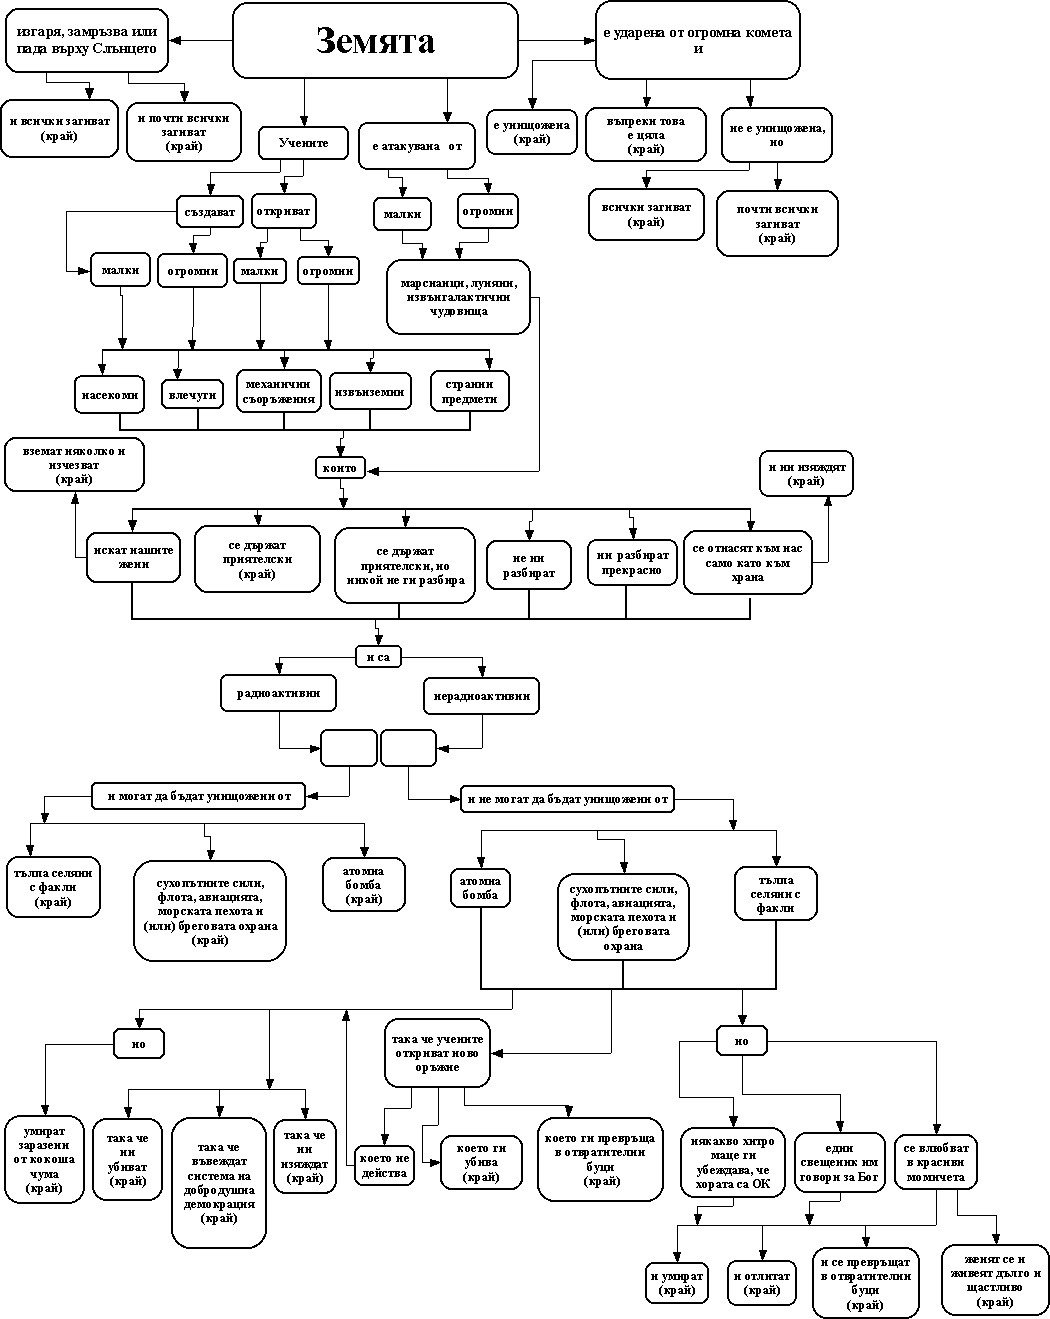 изгаря, замръзва или
пада върху Слънцето
Земята
е ударена от огромна комета
и
и всички загиват
(край)
и почти всички
загиват
(край)
Учените
е атакувана от
е унищожена
(край)
въпреки това
е цяла
(край)
не е унищожена,
но
създават
откриват
малки
огромни
всички загиват
(край)
почти всички
загиват
(край)
малки
огромни
малки
огромни
марсианци, луняни,
извънгалактични
чудовища
насекоми
влечуги
механични
съоръжения
извънземни
странни
предмети
вземат няколко и
изчезват
(край)
които
и ни изяждят
(край)
искат нашите
жени
се държат
приятелски
(край)
се държат
приятелски, но
никой не ги разбира
не ни
разбират
ни разбират
прекрасно
се отнасят към нас
само като към
храна
и са
радиоактивни
нерадиоактивни
и могат да бъдат унищожени от
и не могат да бъдат унищожени от
тълпа селяни
с факли
(край)
сухопътните сили,
флота, авиацията,
морската пехота и
(или) бреговата охрана
(край)
атомна
бомба
(край)
атомна
бомба
сухопътните сили,
флота, авиацията,
морската пехота и
(или) бреговата
охрана
тълпа
селяни с
факли
но
така че учените
откриват ново
оръжие
но
умират
заразени
от кокоша
чума
(край)
така че
ни
убиват
(край)
така че
въвеждат
система на
добродушна
демокрация
(край)
така че
ни
изяждат
(край)
което не
действа
което ги
убива
(край)
което ги превръща
в отвратителни
буци
(край)
някакво хитро
маце ги
убеждава, че
хората са ОК
един
свещеник им
говори за Бог
се влюбват
в красиви
момичета
и умират
(край)
и отлитат
(край)
и се превръщат
в отвратителни
буци
(край)
женят се и
живеят дълго и
щастливо
(край)